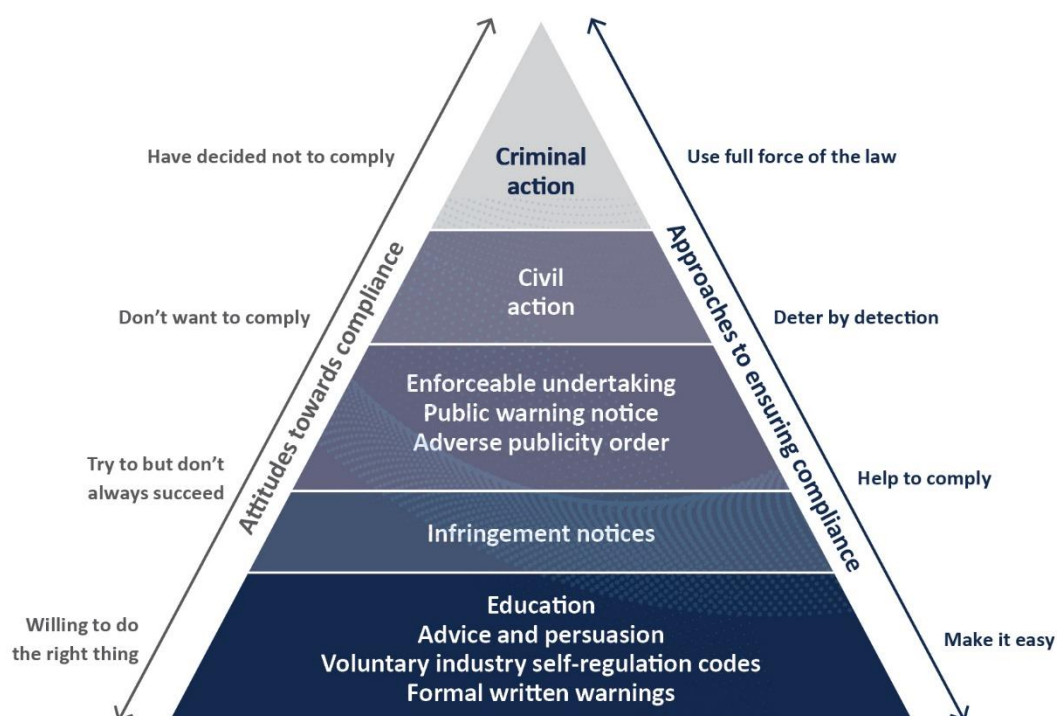 Have decided not to comply
Don’t want to comply
Try to but don’t
always succeed
Willing to do
the right thing
Attitudes towards compliance
Criminal
action
Civil
action
Enforceable undertaking
Public warning notice
Adverse publicity order
Infringement notices
Education
Advice and persuasion
Voluntary industry self-regulation codes
Formal written warnings
Approaches to ensuring compliance
Use full force of the law
Deter by detection
Help to comply
Make it easy